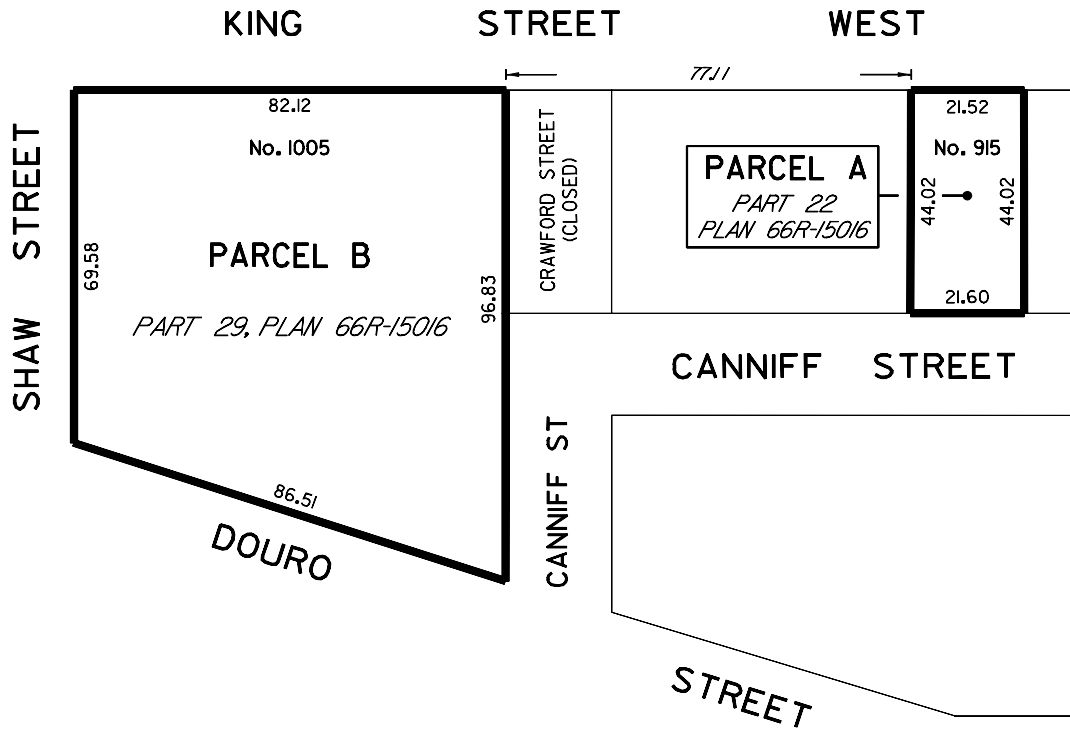 KING STREET WEST
77.11
82.12
21.52
No. 1005
No. 915
SHAW STREET
CRAWFORD STREET
(CLOSED)
PARCEL A
PART 22
PLAN 66R-15016
44.02
44.02
69.58
PARCEL B
96.83
21.60
PART 29, PLAN 66R-15016
CANNIFF STREET
CANNIFF ST
86.51
DOURO STREET